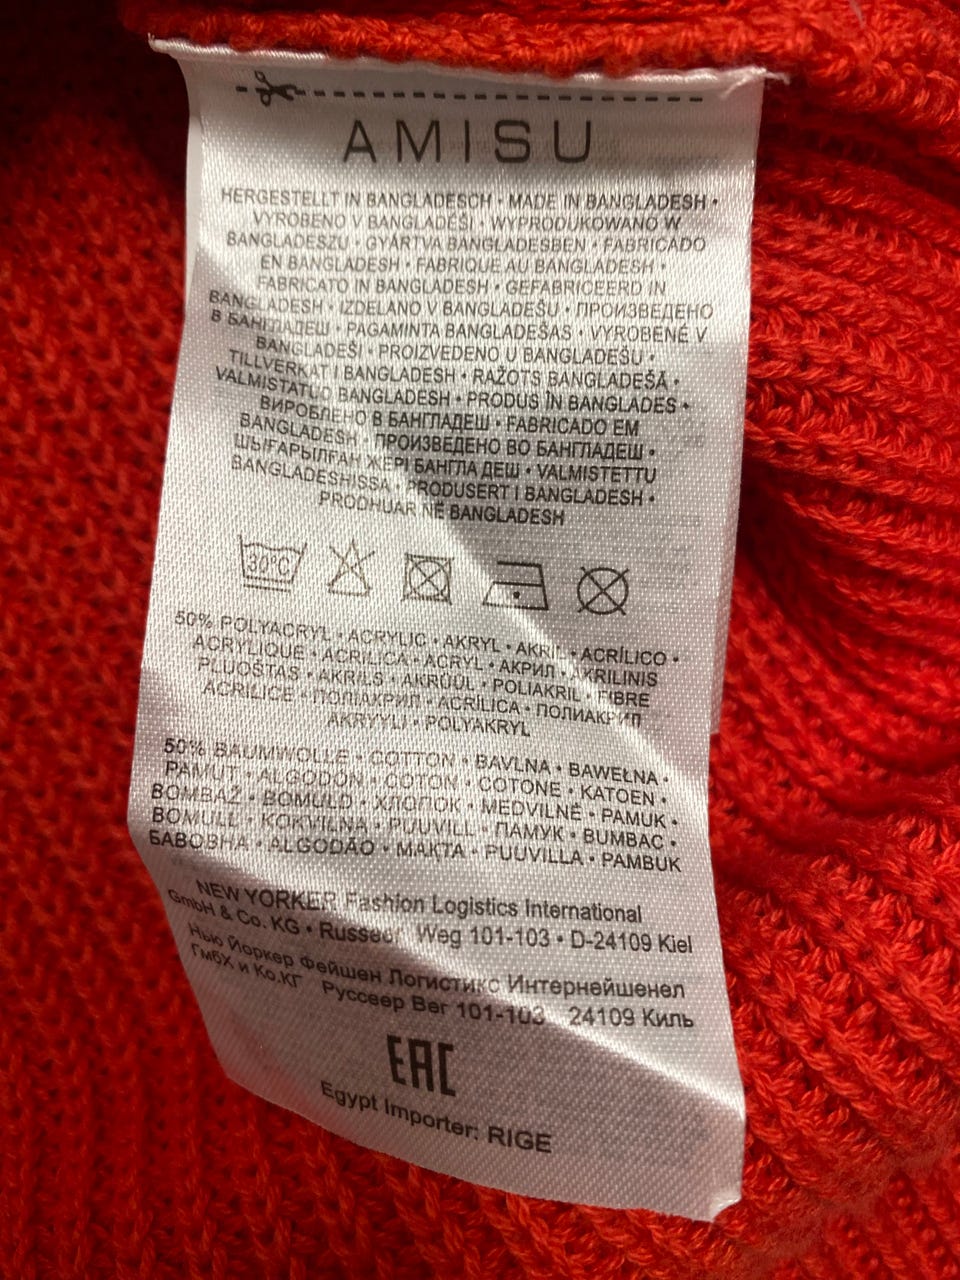 AMISU
HERGESTELLT IN BANGLADESCH • MADE IN BANGLADESH •
VYROBENO V BANGLADÉŠI • WYPRODUKOWANO W
BANGLADESZU • GYÁRTVA BANGLADESBEN • FABRICADO
EN BANGLADESH • FABRIQUÉ AU BANGLADESH •
FABRICATO IN BANGLADESH • GEFABRICEERD IN
BANGLADESH • IZDELANO V BANGLADEŠU • ПРОИЗВЕДЕНО
В БАНГЛАДЕШ • PAGAMINTA BANGLADEŠAS • VYROBENÉ V
BANGLADEŠI • PROIZVEDENO U BANGLADEŠU •
TILLVERKAT I BANGLADESH • RAŽOTS BANGLADEŠĀ •
VALMISTATUD BANGLADESH • PRODUS ÎN BANGLADES •
ВИРОБЛЕНО В БАНГЛАДЕШ • FABRICADO EM
BANGLADESH • ПРОИЗВЕДЕНО ВО БАНГЛАДЕШ •
ШЫҒАРЫЛҒАН ЖЕРІ БАНГЛА ДЕШ • VALMISTETTU
BANGLADESHISSA • PRODUSERT I BANGLADESH •
PRODHUAR NË BANGLADESH
30°C
50% POLYACRYL • ACRYLIC • AKRYL • AKRIL • ACRÍLICO •
ACRYLIQUE • ACRILICA • ACRYL • АКРИЛ • AKRILINIS
PLUOŠTAS • AKRILS • AKRÜÜL • POLIAKRIL • FIBRE
ACRILICE • ПОЛІАКРИЛ • ACRÍLICA • ПОЛИАКРИЛ
AKRYYLI • POLYAKRYL
50% BAUMWOLLE • COTTON • BAVLNA • BAWEŁNA •
PAMUT • ALGODÓN • COTON • COTONE • KATOEN •
BOMBAŽ • BOMULD • ХЛОПОК • MEDVILNĖ • PAMUK •
BOMULL • KOKVILNA • PUUVILL • ПАМУК • BUMBAC •
БАВОВНА • ALGODÃO • МАҚТА • PUUVILLA • PAMBUK
NEW YORKER Fashion Logistics International
GmbH & Co. KG • Russeer Weg 101-103 • D-24109 Kiel
Нью Йоркер Фейшен Логистикс Интернейшенел
ГмбХ и Ко.КГ Руссеер Вег 101-103 24109 Киль
EAC
Egypt Importer: RIGE